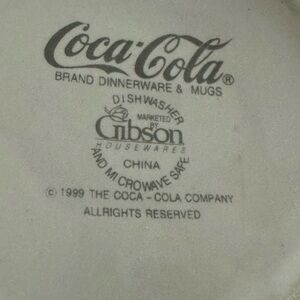 Coca-Cola®
BRAND DINNERWARE & MUGS
DISHWASHER
MARKETED
BY
Gibson
HOUSEWARES
CHINA
AND MICROWAVE SAFE
© 1999 THE COCA - COLA COMPANY
ALLRIGHTS RESERVED